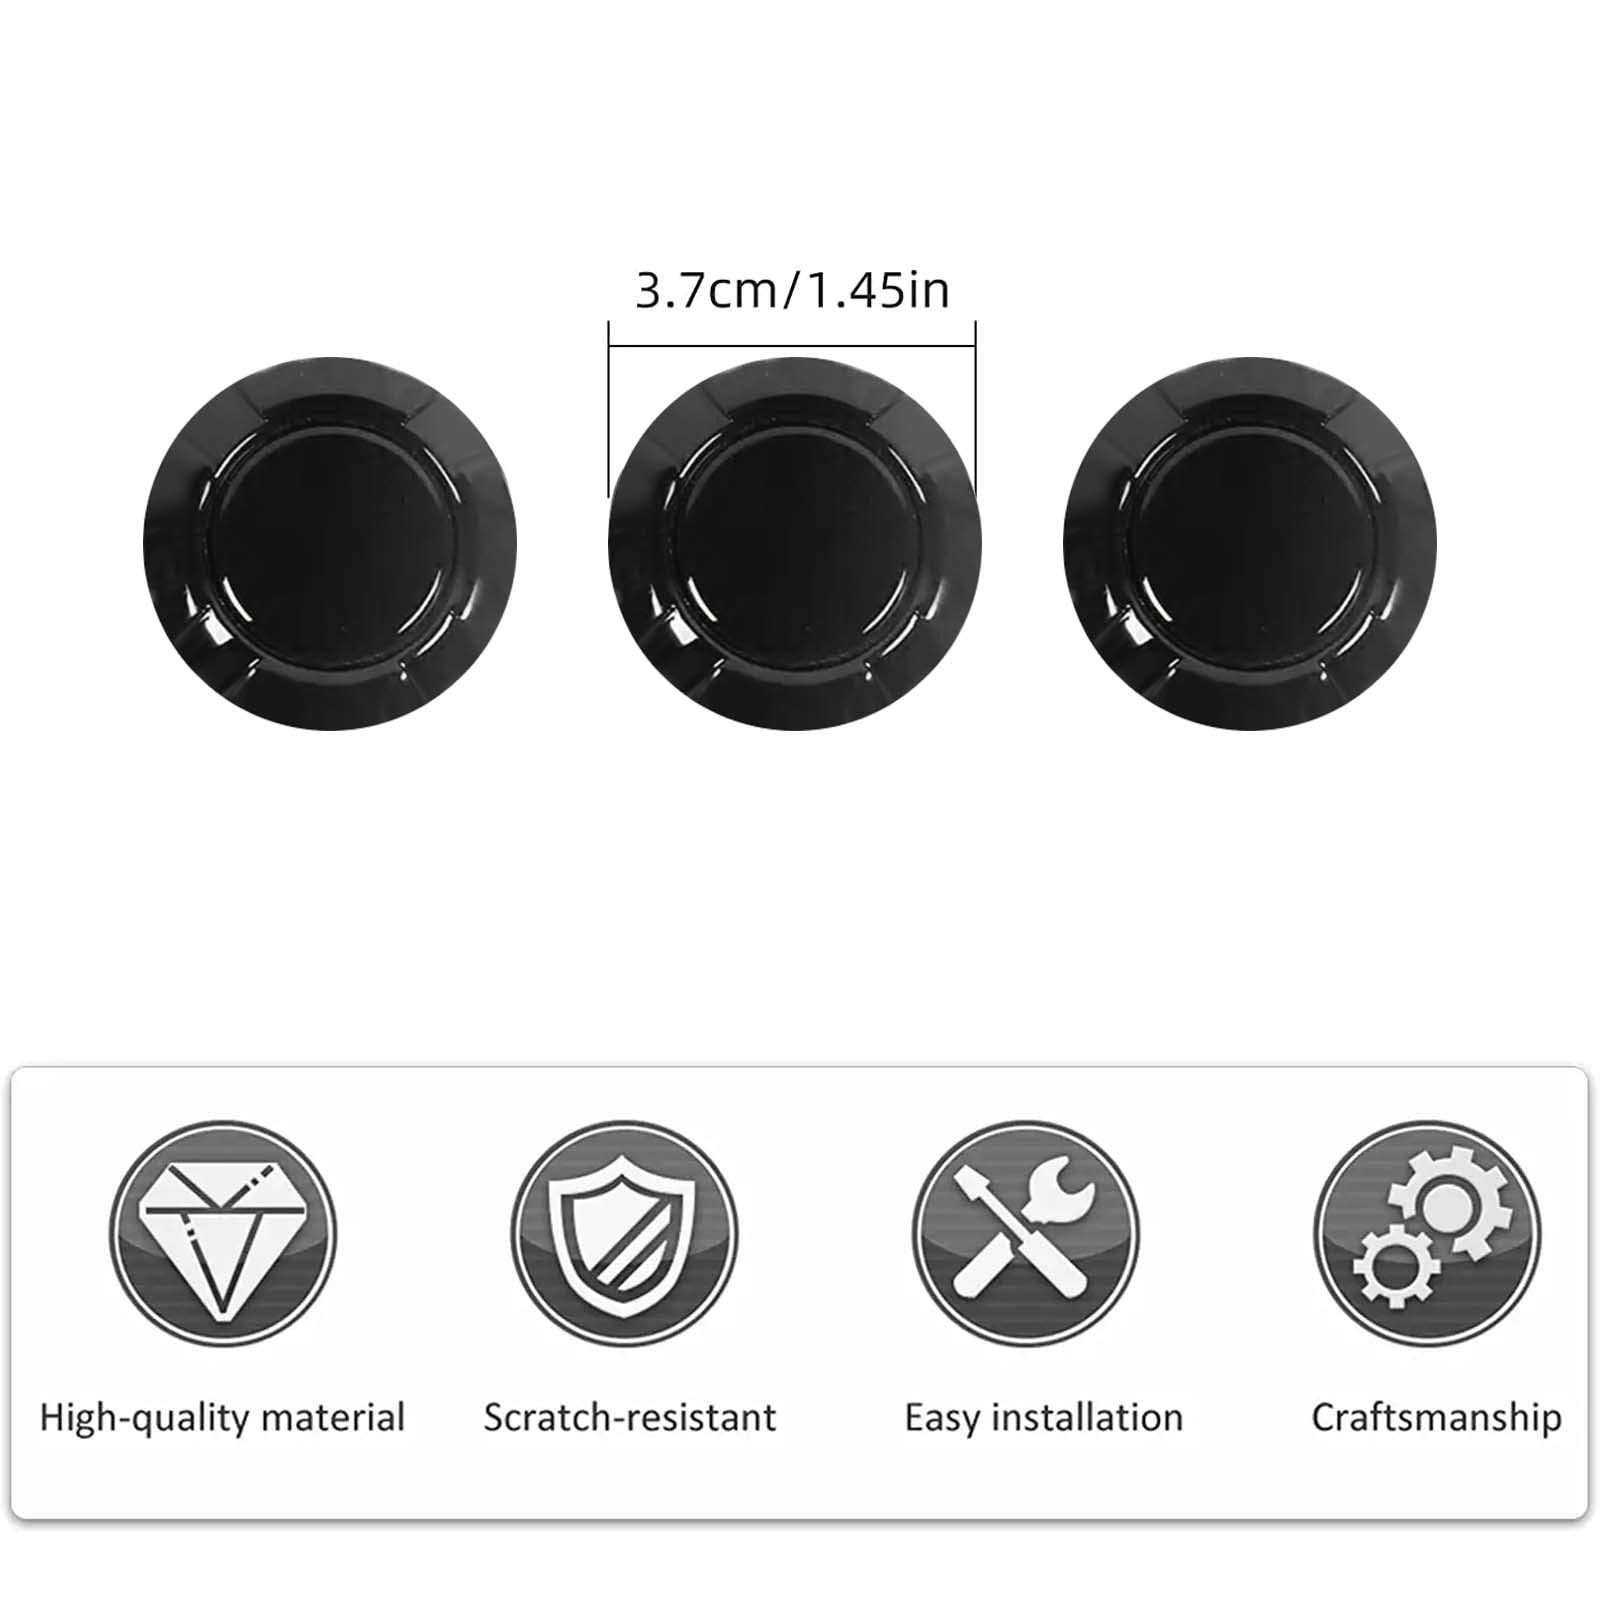 3.7cm/1.45in
High-quality material
Scratch-resistant
Easy installation
Craftsmanship